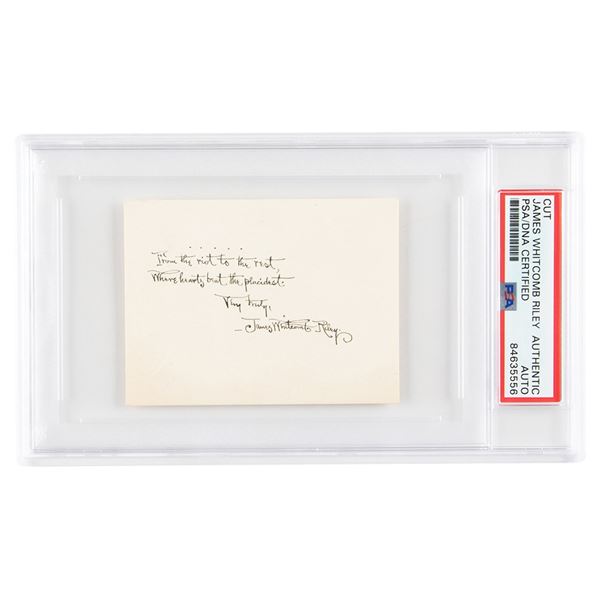 . . . . .
From the riot to the rest,
Where hearts beat the placidest.
Very truly,
—James Whitcomb Riley
CUT
JAMES WHITCOMB RILEY AUTHENTIC
PSA/DNA CERTIFIED AUTO
PSA 84635556